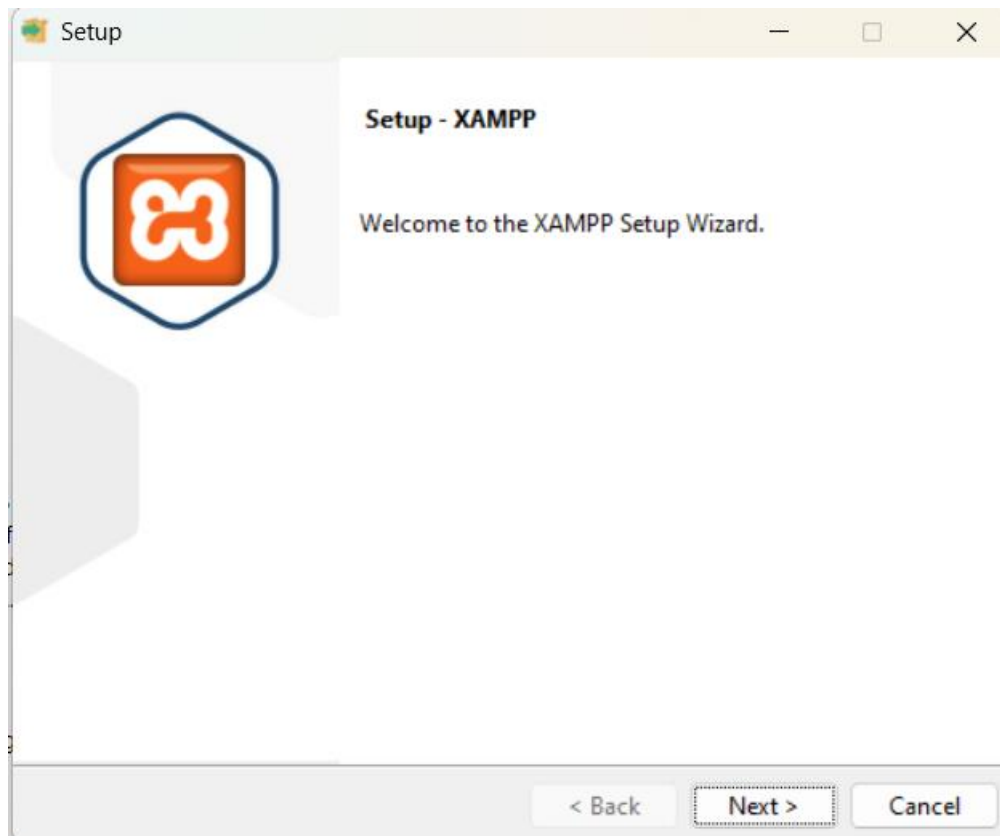 Setup
Setup - XAMPP
Welcome to the XAMPP Setup Wizard.
< Back Next > Cancel